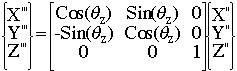 X''' Cos(θz) Sin(θz) 0 X''
Y''' = -Sin(θz) Cos(θz) 0 Y''
Z''' 0 0 1 Z''